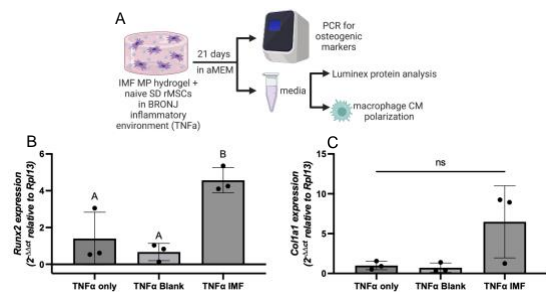 A
PCR for
osteogenic
markers
21 days
in aMEM
IMF MP hydrogel +
naive SD rMSCs
in BRONJ
inflammatory
environment (TNFa)
media
Luminex protein analysis
macrophage CM
polarization
B
Runx2 expression
(2^-ΔΔct relative to Rpl13)
6
4
2
0
A
A
B
TNFα only
TNFα Blank
TNFα IMF
C
Col1a1 expression
(2^-ΔΔct relative to Rpl13)
15
10
5
0
ns
TNFα only
TNFα Blank
TNFα IMF